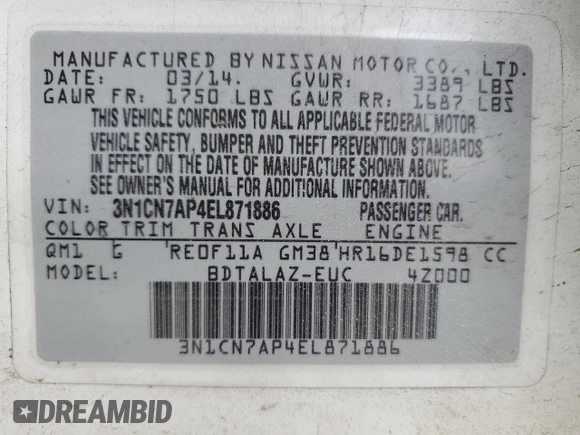 MANUFACTURED BY NISSAN MOTOR CO., LTD.
DATE: 03/14. GVWR: 3389 LBS
GAWR FR: 1750 LBS GAWR RR: 1687 LBS
THIS VEHICLE CONFORMS TO ALL APPLICABLE FEDERAL MOTOR
VEHICLE SAFETY, BUMPER AND THEFT PREVENTION STANDARDS
IN EFFECT ON THE DATE OF MANUFACTURE SHOWN ABOVE.
SEE OWNER'S MANUAL FOR ADDITIONAL INFORMATION.
VIN: 3N1CN7AP4EL871886 PASSENGER CAR.
COLOR TRIM TRANS AXLE ENGINE
QM1 G RE0F11A GM38 HR16DE1598 CC
MODEL: BDTALAZ-EUC 4Z000
3N1CN7AP4EL871886
DREAMBID